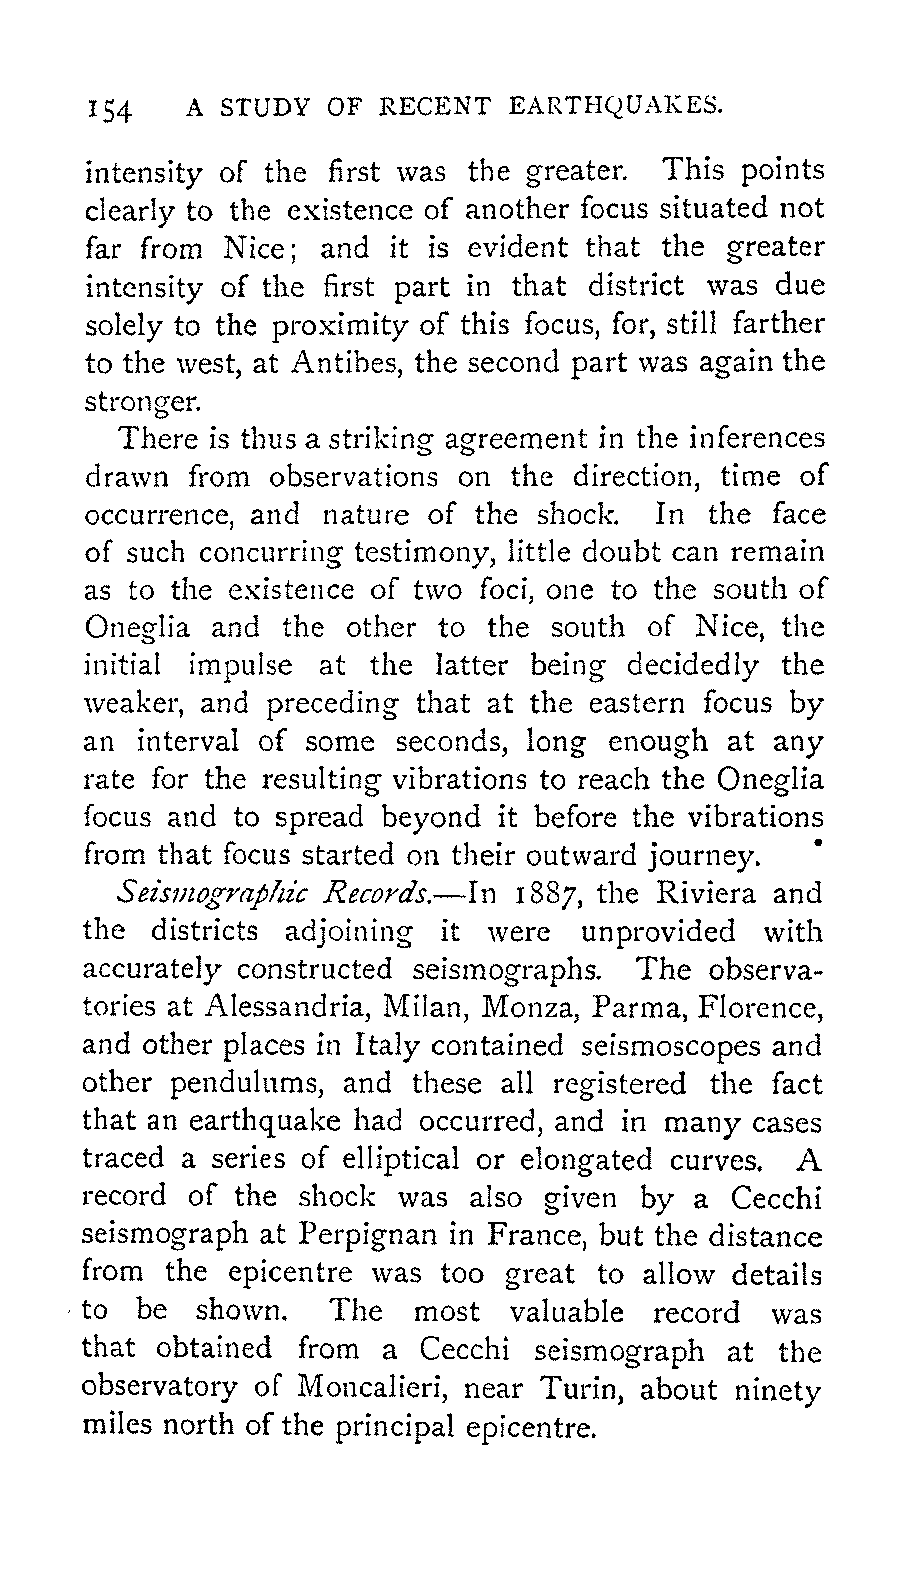 154 A STUDY OF RECENT EARTHQUAKES.
intensity of the first was the greater. This points
clearly to the existence of another focus situated not
far from Nice; and it is evident that the greater
intensity of the first part in that district was due
solely to the proximity of this focus, for, still farther
to the west, at Antibes, the second part was again the
stronger.
There is thus a striking agreement in the inferences
drawn from observations on the direction, time of
occurrence, and nature of the shock. In the face
of such concurring testimony, little doubt can remain
as to the existence of two foci, one to the south of
Oneglia and the other to the south of Nice, the
initial impulse at the latter being decidedly the
weaker, and preceding that at the eastern focus by
an interval of some seconds, long enough at any
rate for the resulting vibrations to reach the Oneglia
focus and to spread beyond it before the vibrations
from that focus started on their outward journey.
Seismographic Records.—In 1887, the Riviera and
the districts adjoining it were unprovided with
accurately constructed seismographs. The observa-
tories at Alessandria, Milan, Monza, Parma, Florence,
and other places in Italy contained seismoscopes and
other pendulums, and these all registered the fact
that an earthquake had occurred, and in many cases
traced a series of elliptical or elongated curves. A
record of the shock was also given by a Cecchi
seismograph at Perpignan in France, but the distance
from the epicentre was too great to allow details
to be shown. The most valuable record was
that obtained from a Cecchi seismograph at the
observatory of Moncalieri, near Turin, about ninety
miles north of the principal epicentre.